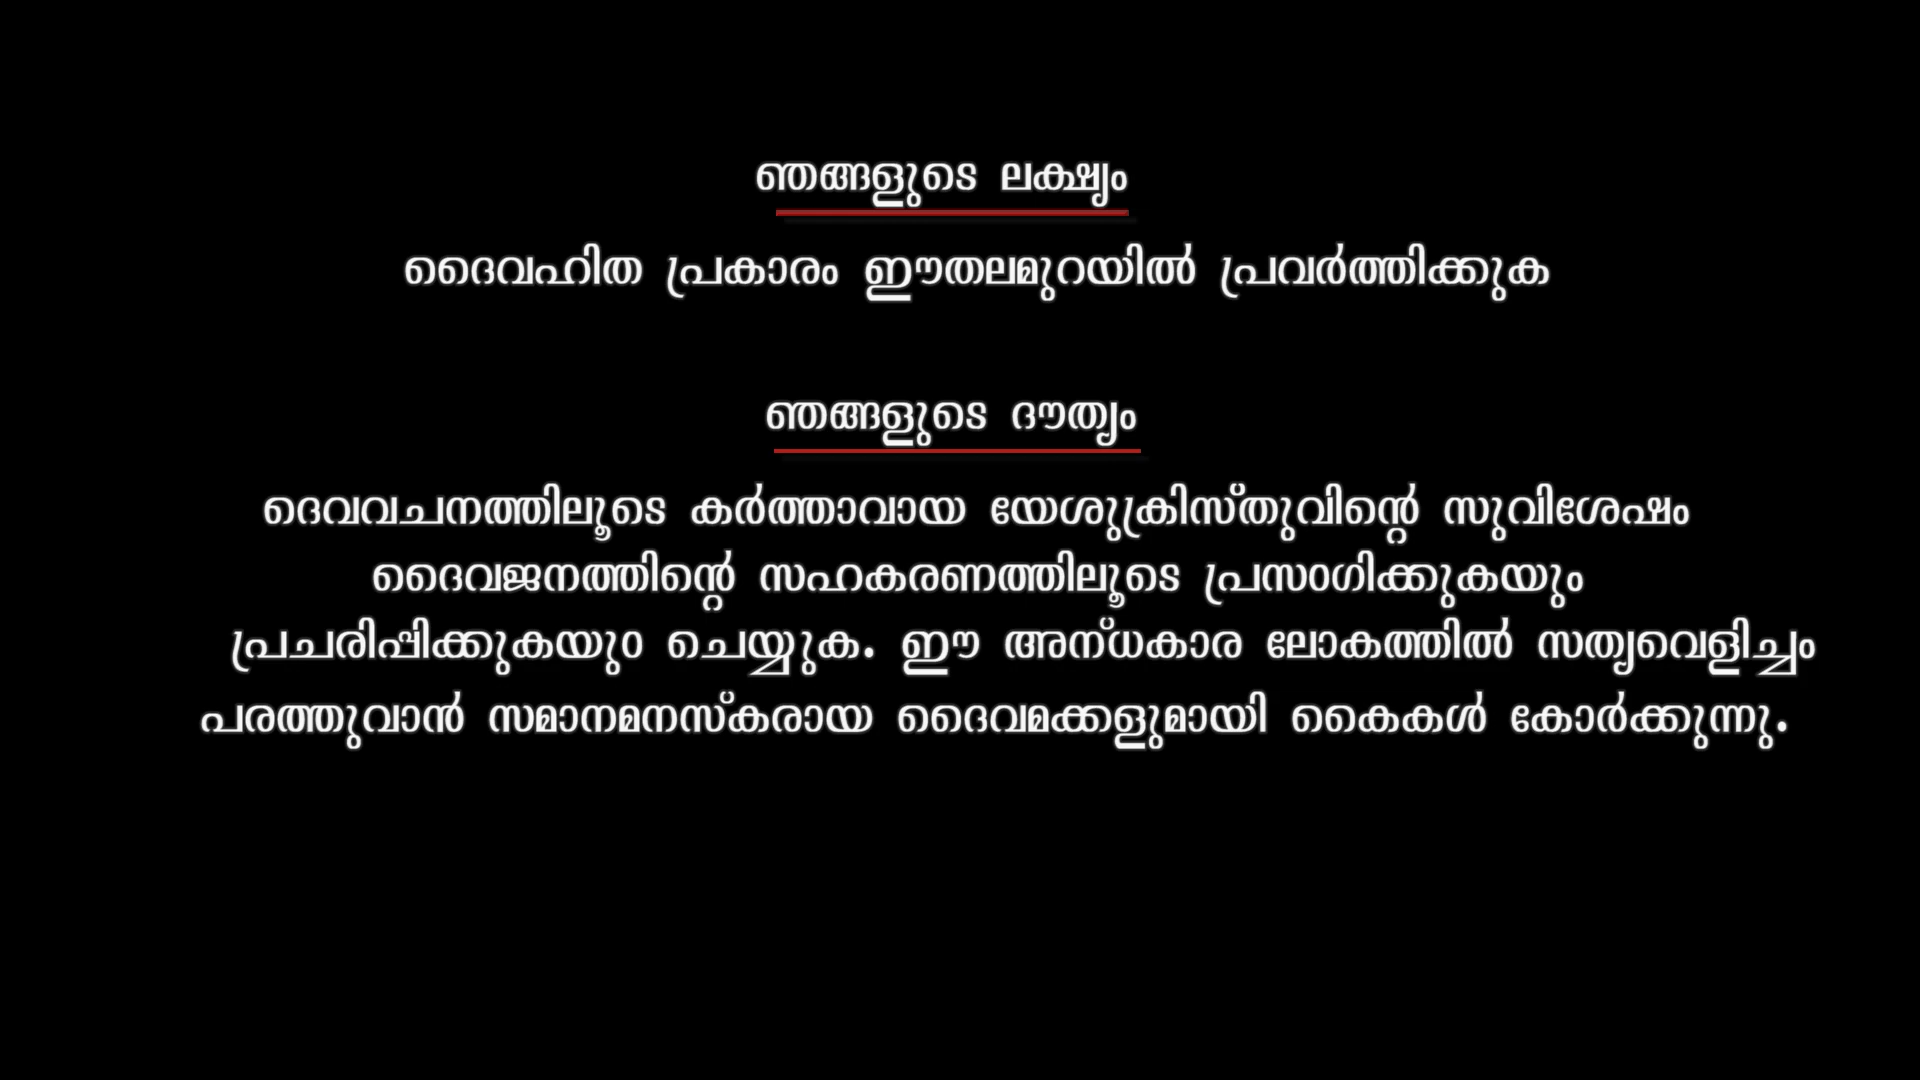 ഞങ്ങളുടെ ലക്ഷ്യം
ദൈവഹിത പ്രകാരം ഈതലമുറയിൽ പ്രവർത്തിക്കുക
ഞങ്ങളുടെ ദൗത്യം
ദെവവചനത്തിലൂടെ കർത്താവായ യേശുക്രിസ്തുവിന്റെ സുവിശേഷം
ദൈവജനത്തിന്റെ സഹകരണത്തിലൂടെ പ്രസംഗിക്കുകയും
പ്രചരിപ്പിക്കുകയും ചെയ്യുക. ഈ അന്ധകാര ലോകത്തിൽ സത്യവെളിച്ചം
പരത്തുവാൻ സമാനമനസ്കരായ ദൈവമക്കളുമായി കൈകൾ കോർക്കുന്നു.